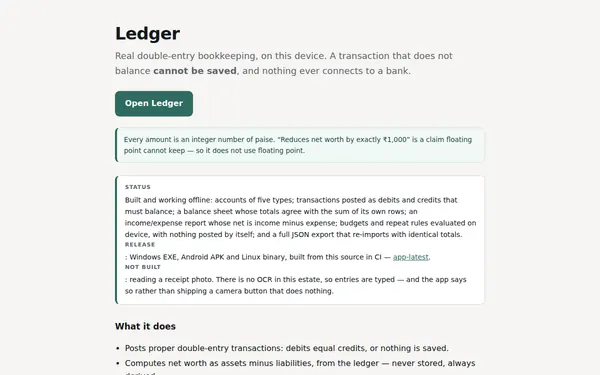 Ledger
Real double-entry bookkeeping, on this device. A transaction that does not
balance cannot be saved, and nothing ever connects to a bank.
Open Ledger
Every amount is an integer number of paise. “Reduces net worth by exactly ₹1,000” is a claim floating
point cannot keep — so it does not use floating point.
STATUS
Built and working offline: accounts of five types; transactions posted as debits and credits that
must balance; a balance sheet whose totals agree with the sum of its own rows; an
income/expense report whose net is income minus expense; budgets and repeat rules evaluated on
device, with nothing posted by itself; and a full JSON export that re-imports with identical totals.
RELEASE
: Windows EXE, Android APK and Linux binary, built from this source in CI — app-latest.
NOT BUILT
: reading a receipt photo. There is no OCR in this estate, so entries are typed — and the app says
so rather than shipping a camera button that does nothing.
What it does
• Posts proper double-entry transactions: debits equal credits, or nothing is saved.
• Computes net worth as assets minus liabilities, from the ledger — never stored, always
derived.